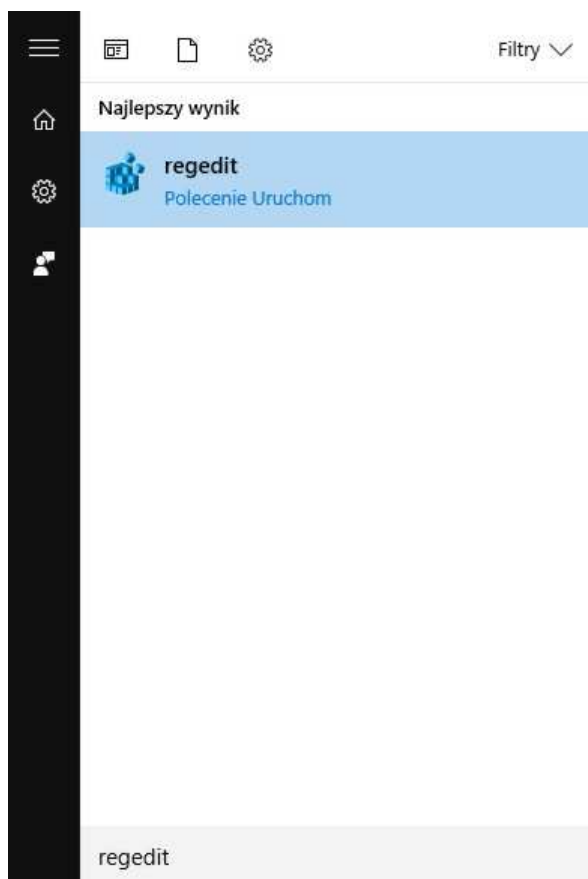 Filtry
Najlepszy wynik
regedit
Polecenie Uruchom
regedit